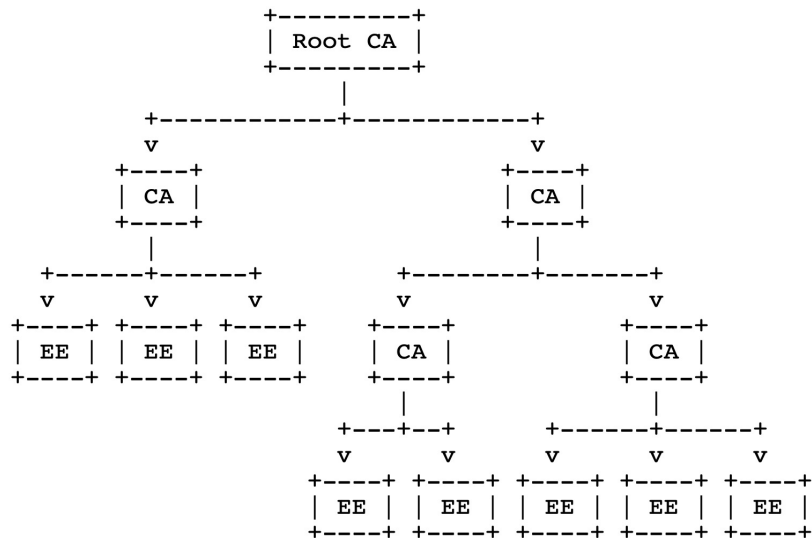 +---------+
                 | Root CA |
                 +---------+
                      |
         +------------+------------+
         v                         v
       +----+                    +----+
       | CA |                    | CA |
       +----+                    +----+
         |                         |
  +------+------+         +--------+-------+
  v      v      v         v                v
+----+ +----+ +----+    +----+           +----+
| EE | | EE | | EE |    | CA |           | CA |
+----+ +----+ +----+    +----+           +----+
                          |                |
                      +---+--+      +------+------+
                      v      v      v      v      v
                    +----+ +----+ +----+ +----+ +----+
                    | EE | | EE | | EE | | EE | | EE |
                    +----+ +----+ +----+ +----+ +----+